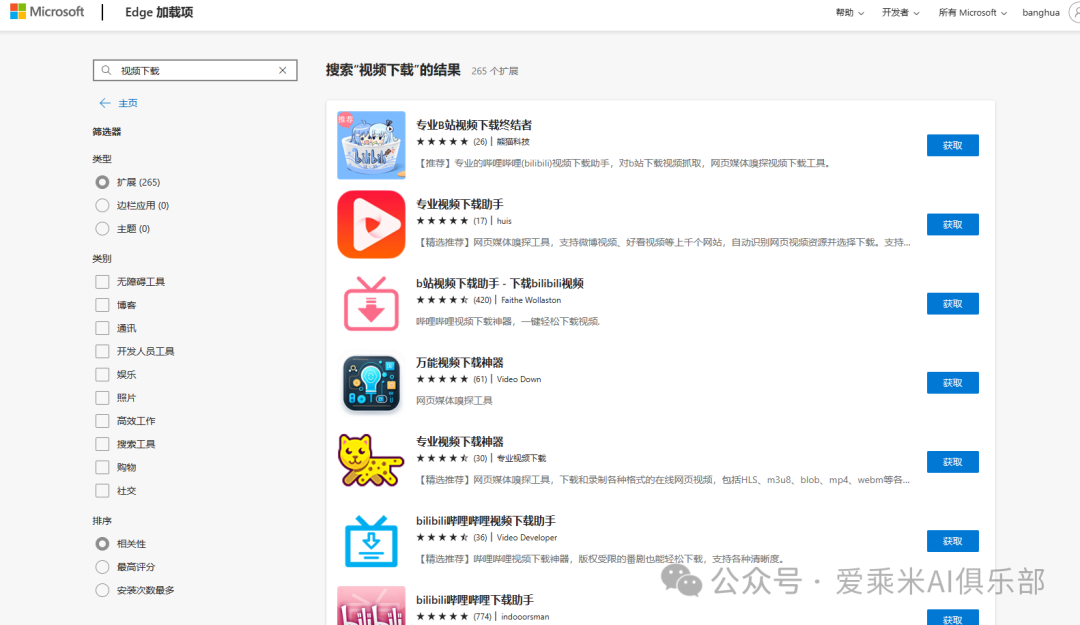 Microsoft
Edge 加载项
帮助
开发者
所有 Microsoft
banghua
视频下载
主页
筛选器
类型
扩展 (265)
边栏应用 (0)
主题 (0)
类别
无障碍工具
博客
通讯
开发人员工具
娱乐
照片
高效工作
搜索工具
购物
社交
排序
相关性
最高评分
安装次数最多
搜索“视频下载”的结果 265 个扩展
推荐
bilibili
专业B站视频下载终结者
★★★★★ (26) | 熊猫科技
【推荐】专业的哔哩哔哩(bilibili)视频下载助手，对b站下载视频抓取，网页媒体嗅探视频下载工具。
获取
专业视频下载助手
★★★★★ (17) | huis
【精选推荐】网页媒体嗅探工具，支持微博视频、好看视频等上千个网站，自动识别网页视频资源并选择下载。支持...
获取
b站视频下载助手 - 下载bilibili视频
(420) | Faithe Wollaston
哔哩哔哩视频下载神器，一键轻松下载视频.
获取
万能视频下载神器
★★★★★ (61) | Video Down
网页媒体嗅探工具
获取
专业视频下载神器
(30) | 专业视频下载
【精选推荐】网页媒体嗅探工具，下载和录制各种格式的在线网页视频，包括HLS、m3u8、blob、mp4、webm等各...
获取
bilibili哔哩哔哩视频下载助手
(36) | Video Developer
【精选推荐】哔哩哔哩视频下载神器，版权受限的番剧也能轻松下载，支持各种清晰度。
获取
bilibili
bilibili哔哩哔哩下载助手
★★★★★ (774) | indooorsman
获取
公众号 · 爱乘米AI俱乐部